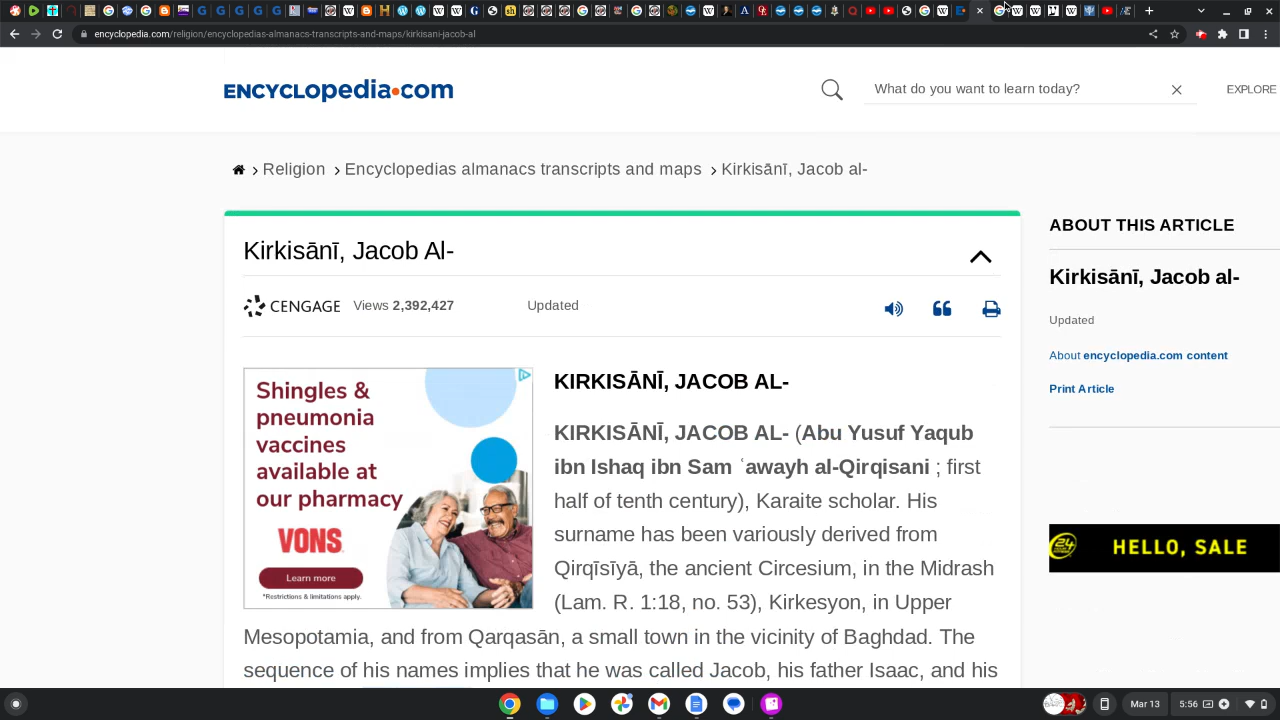 encyclopedia.com/religion/encyclopedias-almanacs-transcripts-and-maps/kirkisani-jacob-al
ENCYCLOpedia.com
What do you want to learn today?
EXPLORE
Religion
Encyclopedias almanacs transcripts and maps
Kirkisānī, Jacob al-
Kirkisānī, Jacob Al-
CENGAGE
Views 2,392,427
Updated
Shingles &
pneumonia
vaccines
available at
our pharmacy
VONS
Learn more
*Restrictions & limitations apply.
KIRKISĀNĪ, JACOB AL-
KIRKISĀNĪ, JACOB AL- (Abu Yusuf Yaqub
ibn Ishaq ibn Sam ʿawayh al-Qirqisani ; first
half of tenth century), Karaite scholar. His
surname has been variously derived from
Qirqīsīyā, the ancient Circesium, in the Midrash
(Lam. R. 1:18, no. 53), Kirkesyon, in Upper
Mesopotamia, and from Qarqasān, a small town in the vicinity of Baghdad. The
sequence of his names implies that he was called Jacob, his father Isaac, and his
ABOUT THIS ARTICLE
Kirkisānī, Jacob al-
Updated
About encyclopedia.com content
Print Article
24
HELLO, SALE
Mar 13
5:56